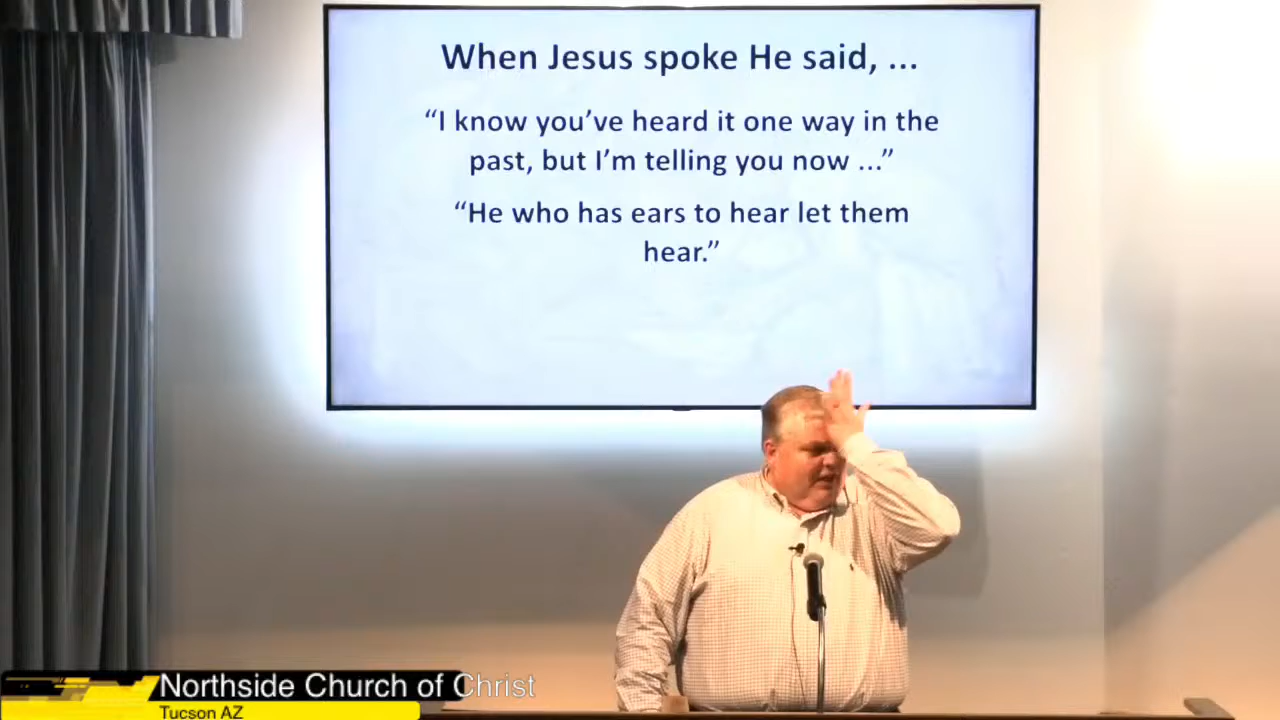 When Jesus spoke He said, ...
“I know you’ve heard it one way in the
past, but I’m telling you now ...”
“He who has ears to hear let them
hear.”
Northside Church of Christ
Tucson AZ